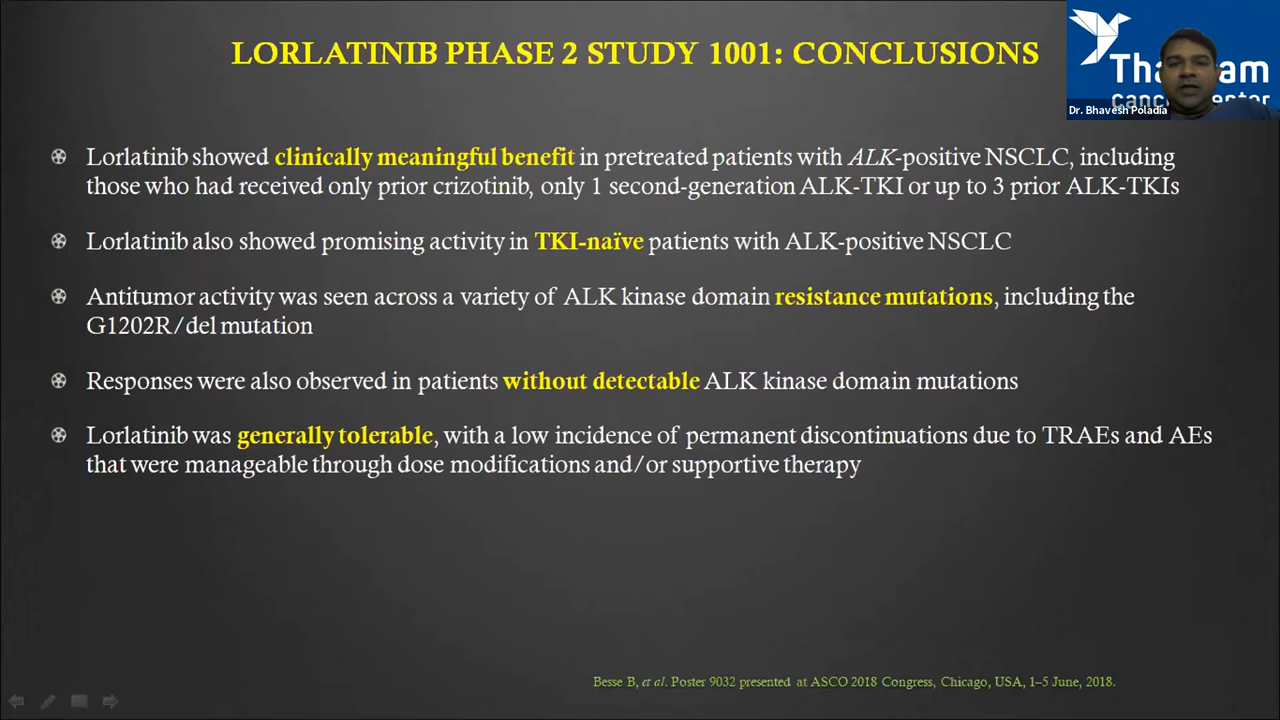 LORLATINIB PHASE 2 STUDY 1001: CONCLUSIONS
Dr. Bhavesh Poladia
Lorlatinib showed clinically meaningful benefit in pretreated patients with ALK-positive NSCLC, including
those who had received only prior crizotinib, only 1 second-generation ALK-TKI or up to 3 prior ALK-TKIs
Lorlatinib also showed promising activity in TKI-naïve patients with ALK-positive NSCLC
Antitumor activity was seen across a variety of ALK kinase domain resistance mutations, including the
G1202R/del mutation
Responses were also observed in patients without detectable ALK kinase domain mutations
Lorlatinib was generally tolerable, with a low incidence of permanent discontinuations due to TRAEs and AEs
that were manageable through dose modifications and/or supportive therapy
Besse B, et al. Poster 9032 presented at ASCO 2018 Congress, Chicago, USA, 1–5 June, 2018.